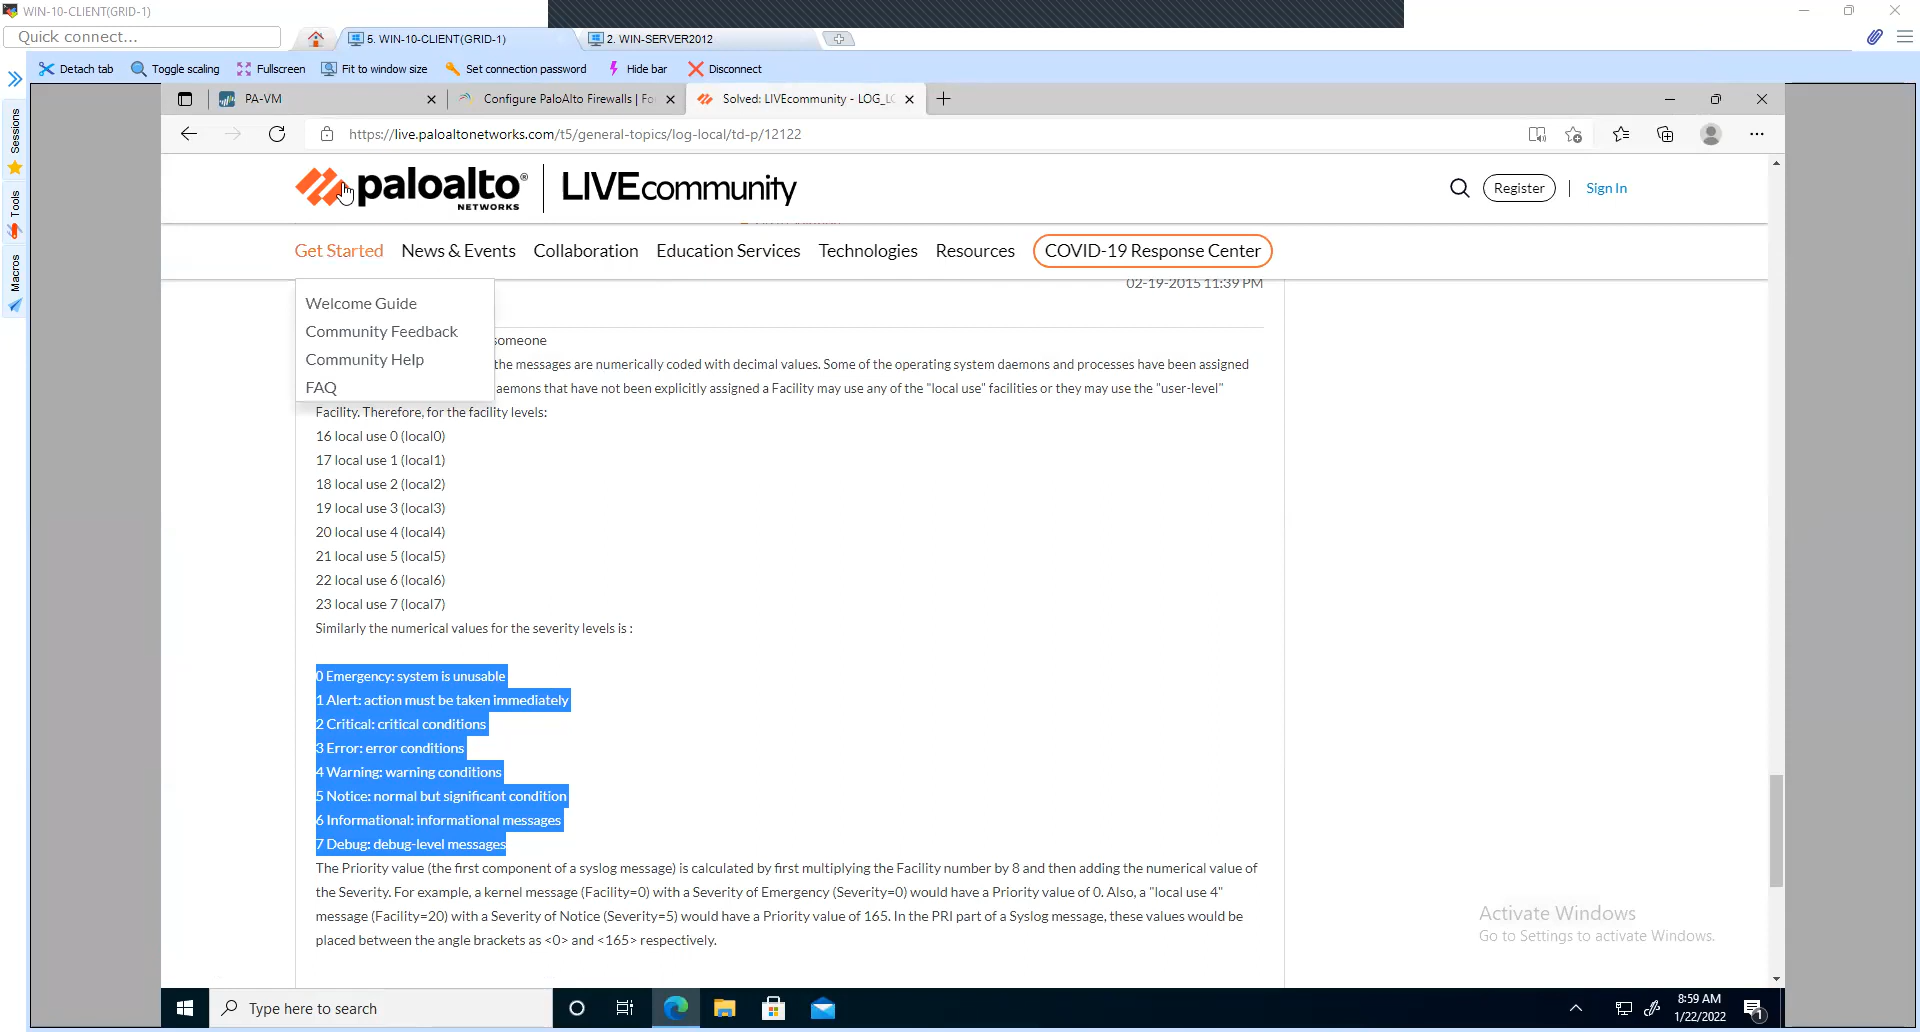 WIN-10-CLIENT(GRID-1)
Quick connect...
5. WIN-10-CLIENT(GRID-1)
2. WIN-SERVER2012
Detach tab
Toggle scaling
Fullscreen
Fit to window size
Set connection password
Hide bar
Disconnect
Sessions
Tools
Macros
PA-VM
Configure PaloAlto Firewalls | Fo
Solved: LIVEcommunity - LOG_LO
https://live.paloaltonetworks.com/t5/general-topics/log-local/td-p/12122
paloalto® NETWORKS LIVEcommunity
Register | Sign In
Get Started News & Events Collaboration Education Services Technologies Resources COVID-19 Response Center
02-19-2015 11:39 PM
Welcome Guide
Community Feedback
Community Help
FAQ
someone
the messages are numerically coded with decimal values. Some of the operating system daemons and processes have been assigned
aemons that have not been explicitly assigned a Facility may use any of the "local use" facilities or they may use the "user-level"
Facility. Therefore, for the facility levels:
16 local use 0 (local0)
17 local use 1 (local1)
18 local use 2 (local2)
19 local use 3 (local3)
20 local use 4 (local4)
21 local use 5 (local5)
22 local use 6 (local6)
23 local use 7 (local7)
Similarly the numerical values for the severity levels is :
0 Emergency: system is unusable
1 Alert: action must be taken immediately
2 Critical: critical conditions
3 Error: error conditions
4 Warning: warning conditions
5 Notice: normal but significant condition
6 Informational: informational messages
7 Debug: debug-level messages
The Priority value (the first component of a syslog message) is calculated by first multiplying the Facility number by 8 and then adding the numerical value of
the Severity. For example, a kernel message (Facility=0) with a Severity of Emergency (Severity=0) would have a Priority value of 0. Also, a "local use 4"
message (Facility=20) with a Severity of Notice (Severity=5) would have a Priority value of 165. In the PRI part of a Syslog message, these values would be
placed between the angle brackets as <0> and <165> respectively.
Activate Windows
Go to Settings to activate Windows.
Type here to search
8:59 AM
1/22/2022
1